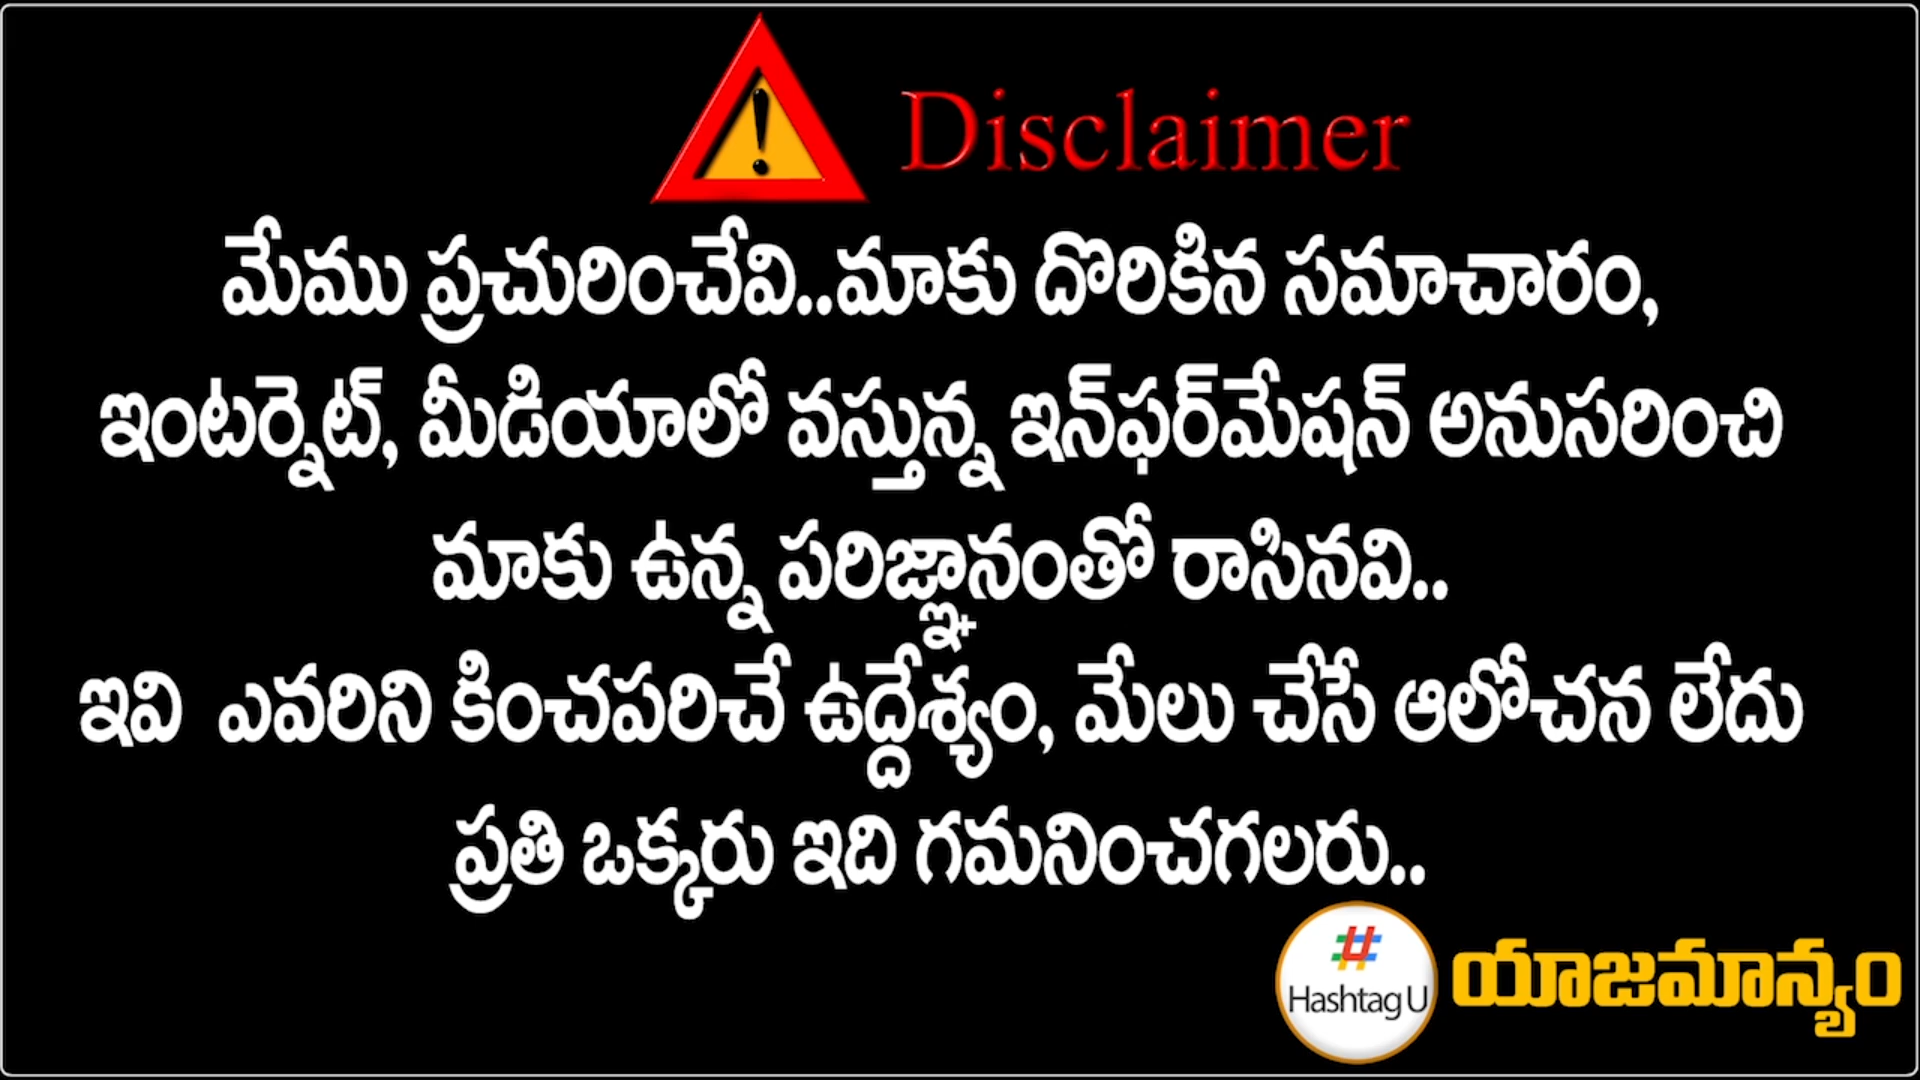 Disclaimer
మేము ప్రచురించేవి..మాకు దొరికిన సమాచారం,
ఇంటర్నెట్, మీడియాలో వస్తున్న ఇన్‌ఫర్‌మేషన్ అనుసరించి
మాకు ఉన్న పరిజ్ఞానంతో రాసినవి..
ఇవి ఎవరిని కించపరిచే ఉద్దేశ్యం, మేలు చేసే ఆలోచన లేదు
ప్రతి ఒక్కరు ఇది గమనించగలరు..
# Hashtag U
యాజమాన్యం